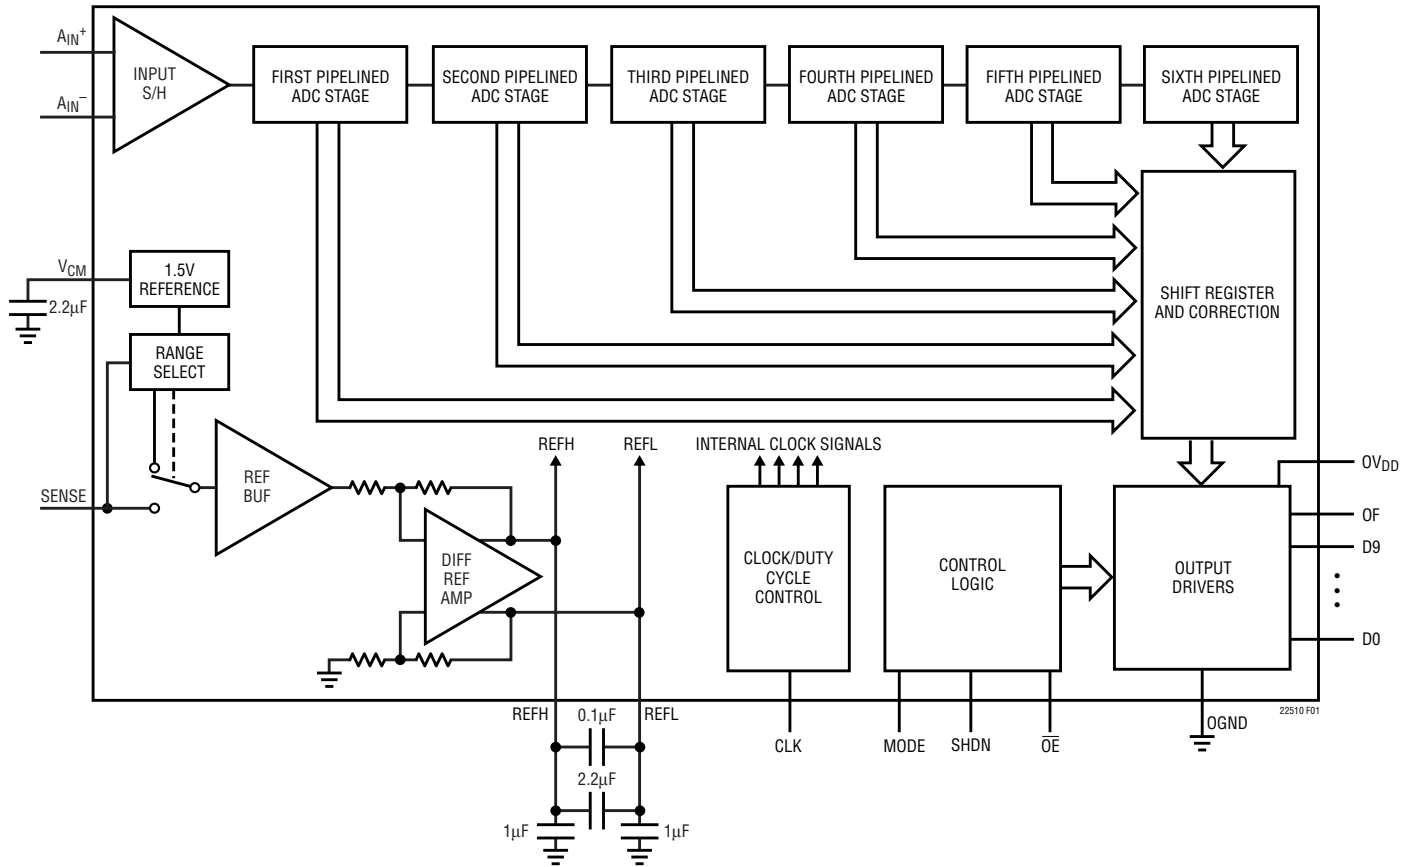 AIN+
AIN−
INPUT
S/H
FIRST PIPELINED
ADC STAGE
SECOND PIPELINED
ADC STAGE
THIRD PIPELINED
ADC STAGE
FOURTH PIPELINED
ADC STAGE
FIFTH PIPELINED
ADC STAGE
SIXTH PIPELINED
ADC STAGE
VCM
2.2µF
1.5V
REFERENCE
RANGE
SELECT
SHIFT REGISTER
AND CORRECTION
SENSE
REF
BUF
REFH
REFL
DIFF
REF
AMP
INTERNAL CLOCK SIGNALS
CLOCK/DUTY
CYCLE
CONTROL
CONTROL
LOGIC
OUTPUT
DRIVERS
OVDD
OF
D9
D0
REFH
0.1µF
REFL
2.2µF
1µF
1µF
CLK
MODE
SHDN
O̅E̅
OGND
22510 F01